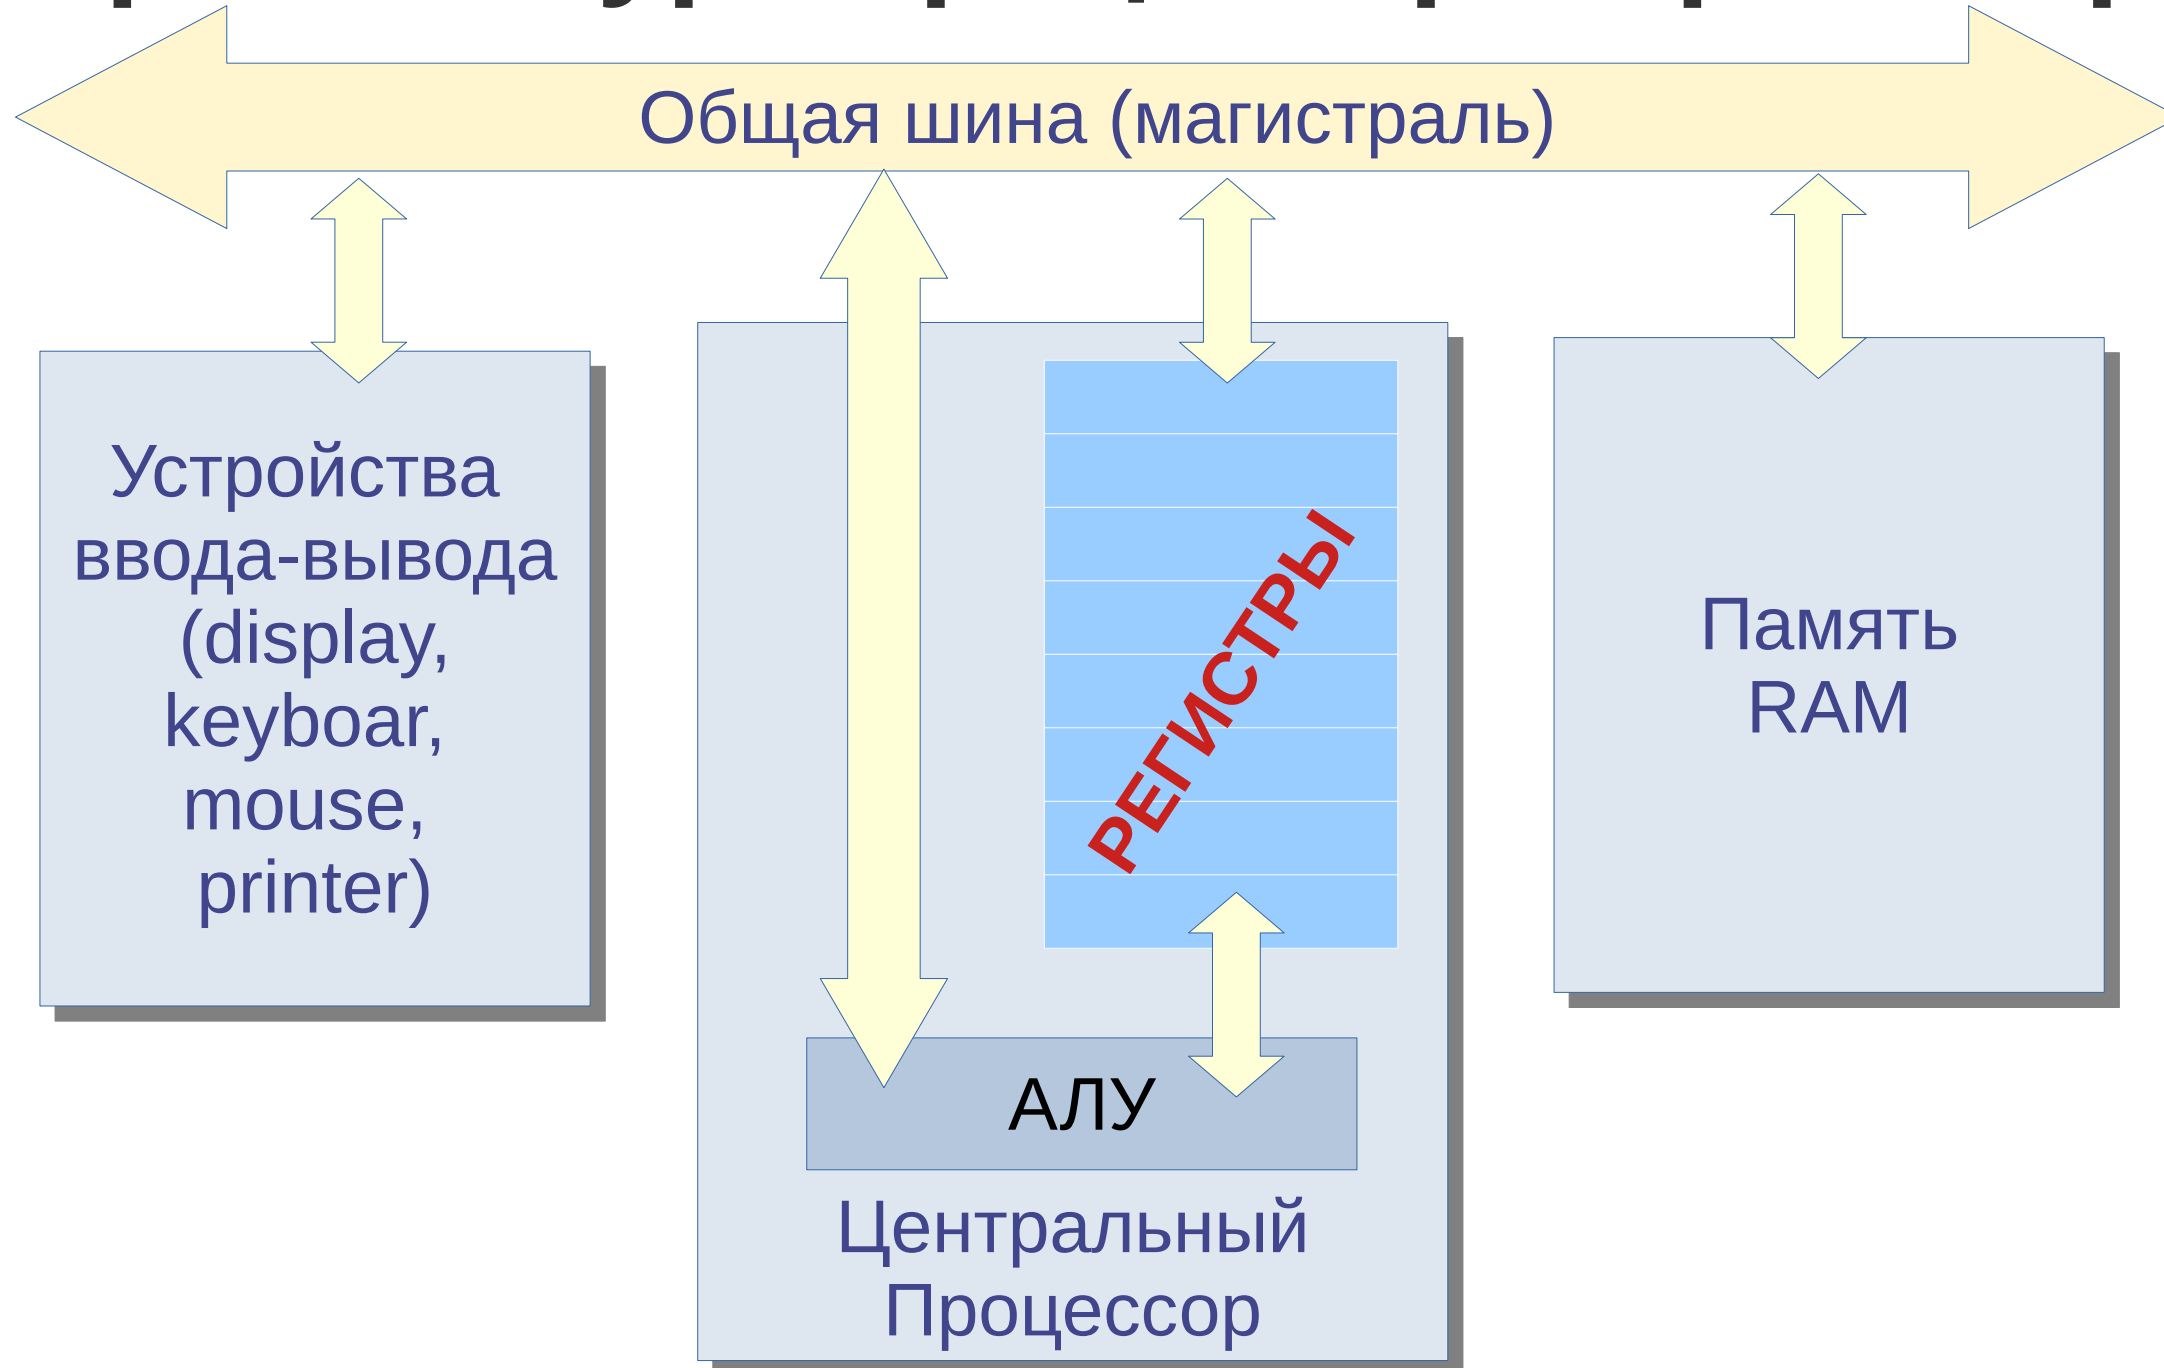 Общая шина (магистраль)
Устройства
ввода-вывода
(display,
keyboar,
mouse,
printer)
РЕГИСТРЫ
АЛУ
Центральный
Процессор
Память
RAM